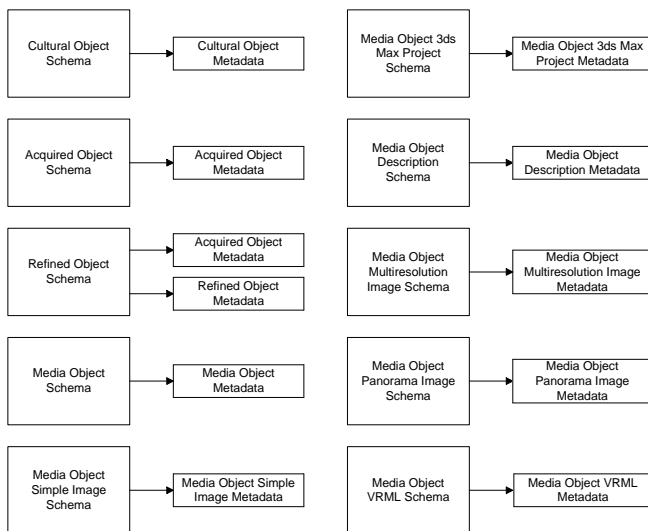 Cultural Object
Schema
Cultural Object
Metadata
Acquired Object
Schema
Acquired Object
Metadata
Refined Object
Schema
Acquired Object
Metadata
Refined Object
Metadata
Media Object
Schema
Media Object
Metadata
Media Object
Simple Image
Schema
Media Object Simple
Image Metadata
Media Object 3ds
Max Project
Schema
Media Object 3ds Max
Project Metadata
Media Object
Description
Schema
Media Object
Description Metadata
Media Object
Multiresolution
Image Schema
Media Object
Multiresolution Image
Metadata
Media Object
Panorama Image
Schema
Media Object
Panorama Image
Metadata
Media Object
VRML Schema
Media Object VRML
Metadata